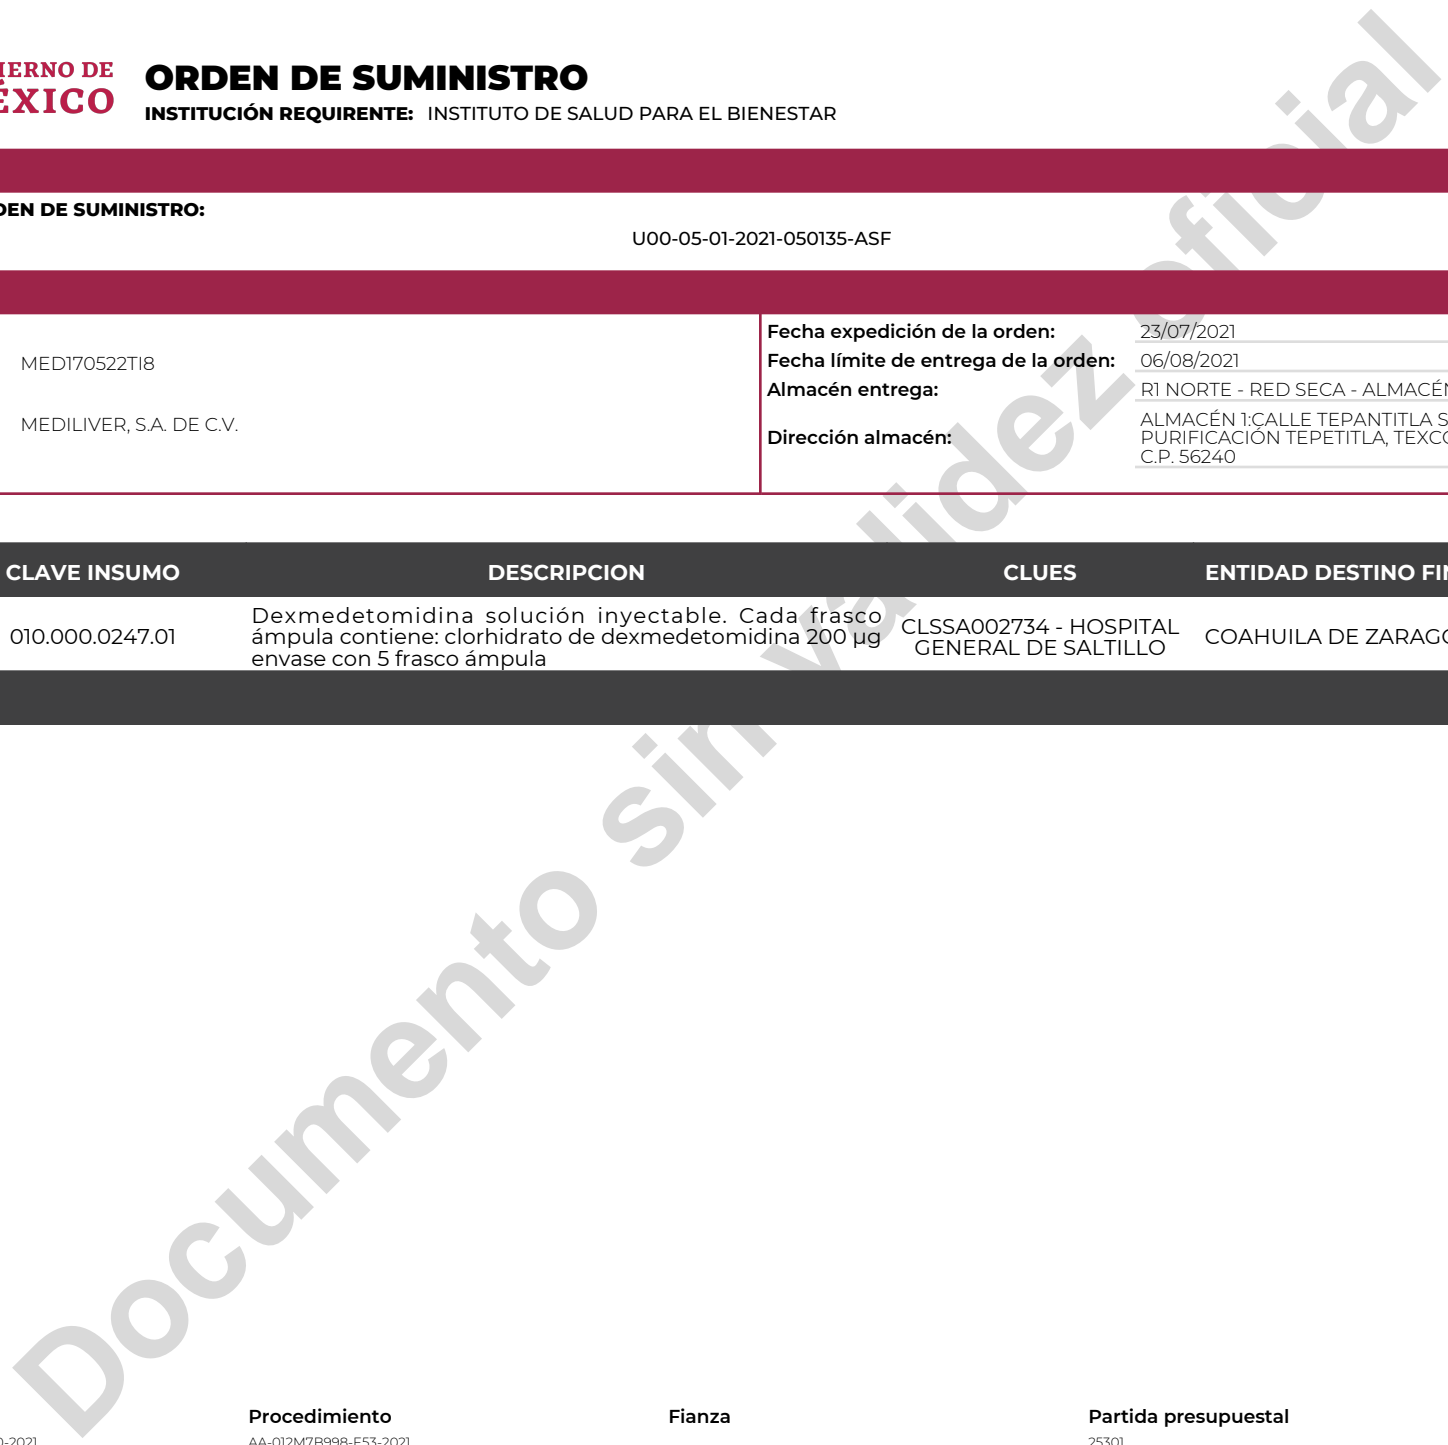 ORDEN DE SUMINISTRO
INSTITUCIÓN REQUIRENTE: INSTITUTO DE SALUD PARA EL BIENESTAR
IERNO DE
ÉXICO
DEN DE SUMINISTRO:
U00-05-01-2021-050135-ASF
MED170522TI8
MEDILIVER, S.A. DE C.V.
Fecha expedición de la orden: 23/07/2021
Fecha límite de entrega de la orden: 06/08/2021
Almacén entrega: R1 NORTE - RED SECA - ALMACÉN
Dirección almacén: ALMACÉN 1:CALLE TEPANTITLA S
PURIFICACIÓN TEPETITLA, TEXCO
C.P. 56240
CLAVE INSUMO DESCRIPCION CLUES ENTIDAD DESTINO FIN
010.000.0247.01
Dexmedetomidina solución inyectable. Cada frasco
ámpula contiene: clorhidrato de dexmedetomidina 200 µg
envase con 5 frasco ámpula
CLSSA002734 - HOSPITAL
GENERAL DE SALTILLO
COAHUILA DE ZARAGO
Documento sin validez oficial
Procedimiento Fianza Partida presupuestal
0-2021 AA-012M7B998-E53-2021 25301